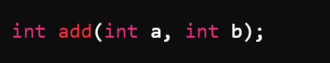 int add(int a, int b);